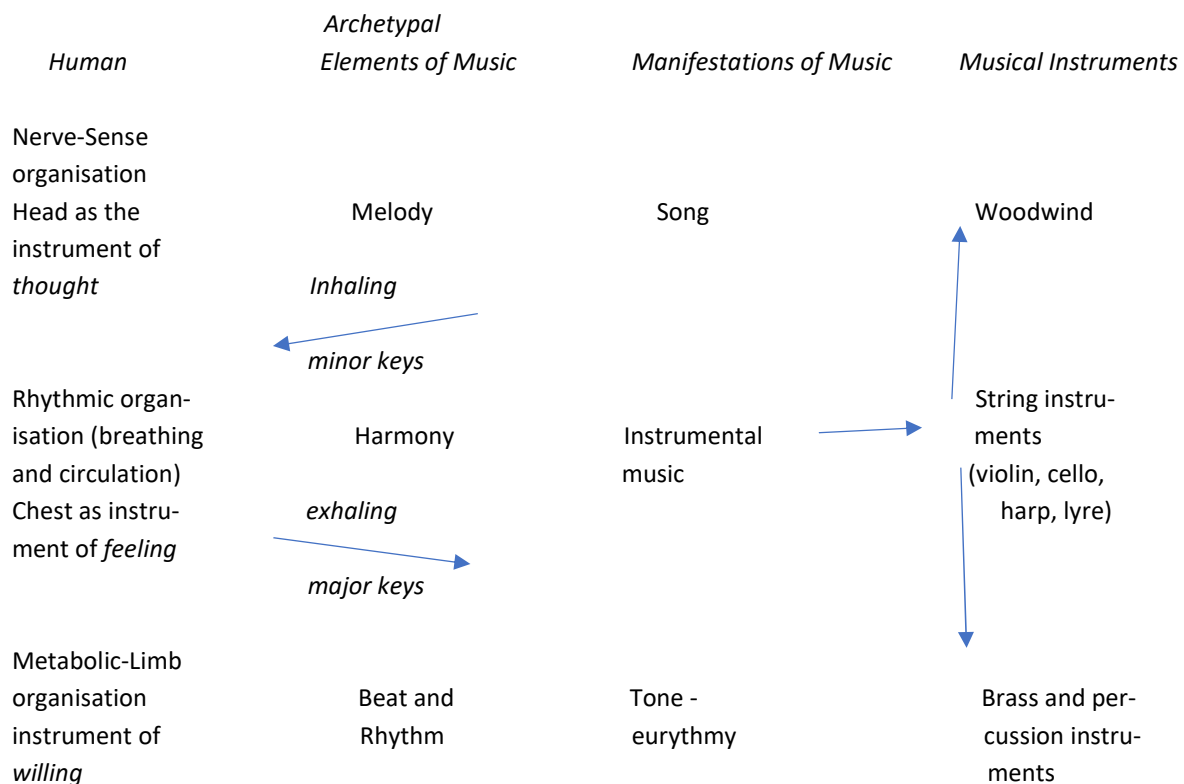 Archetypal
Human Elements of Music Manifestations of Music Musical Instruments
Nerve-Sense
organisation
Head as the Melody Song Woodwind
instrument of
thought Inhaling
minor keys
Rhythmic organ- String instru-
isation (breathing Harmony Instrumental ments
and circulation) music (violin, cello,
Chest as instru- exhaling harp, lyre)
ment of feeling
major keys
Metabolic-Limb
organisation Beat and Tone - Brass and per-
instrument of Rhythm eurythmy cussion instru-
willing ments